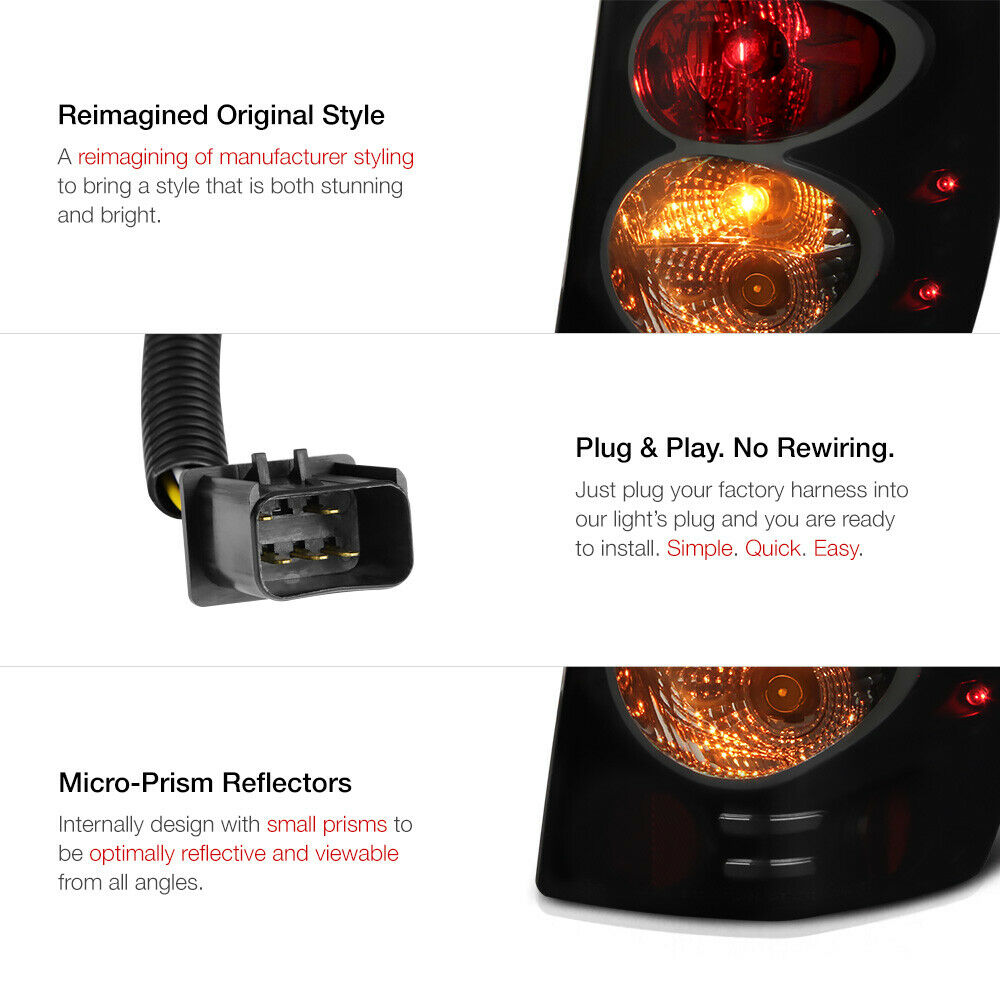 Reimagined Original Style
A reimagining of manufacturer styling
to bring a style that is both stunning
and bright.
Plug & Play. No Rewiring.
Just plug your factory harness into
our light's plug and you are ready
to install. Simple. Quick. Easy.
Micro-Prism Reflectors
Internally design with small prisms to
be optimally reflective and viewable
from all angles.